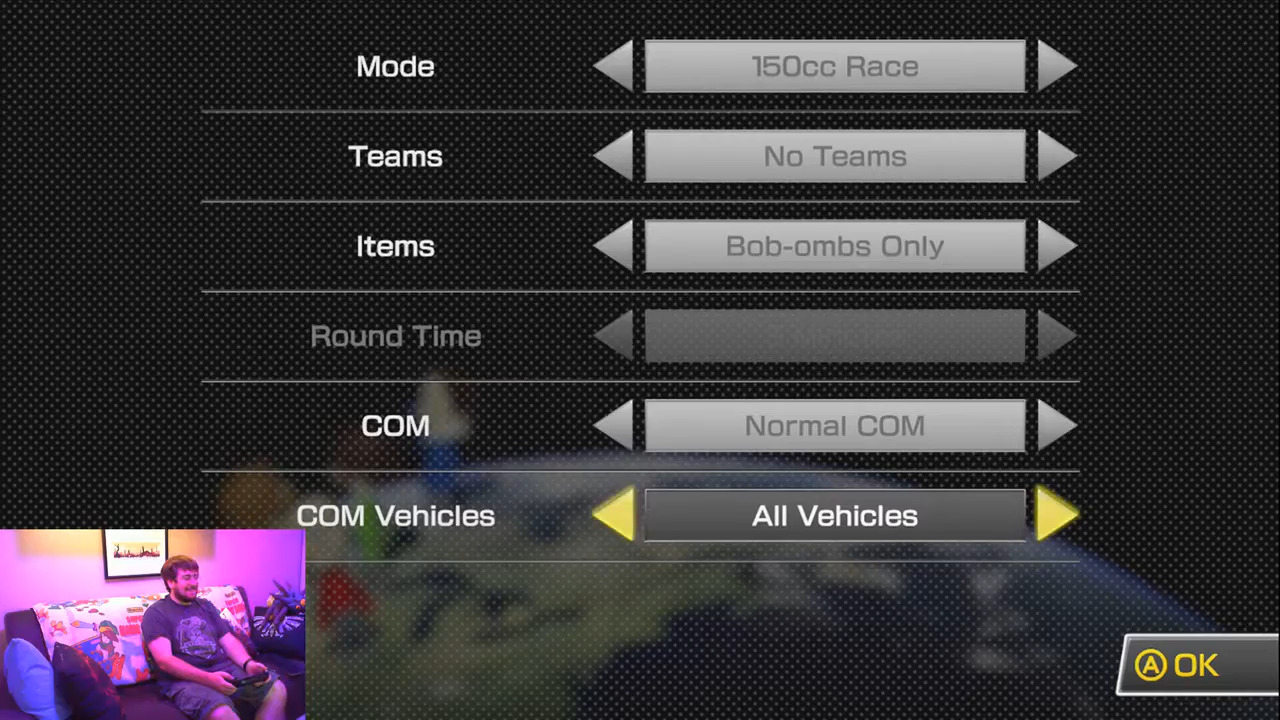 Mode
150cc Race
Teams
No Teams
Items
Bob-ombs Only
Round Time
COM
Normal COM
COM Vehicles
All Vehicles
A OK